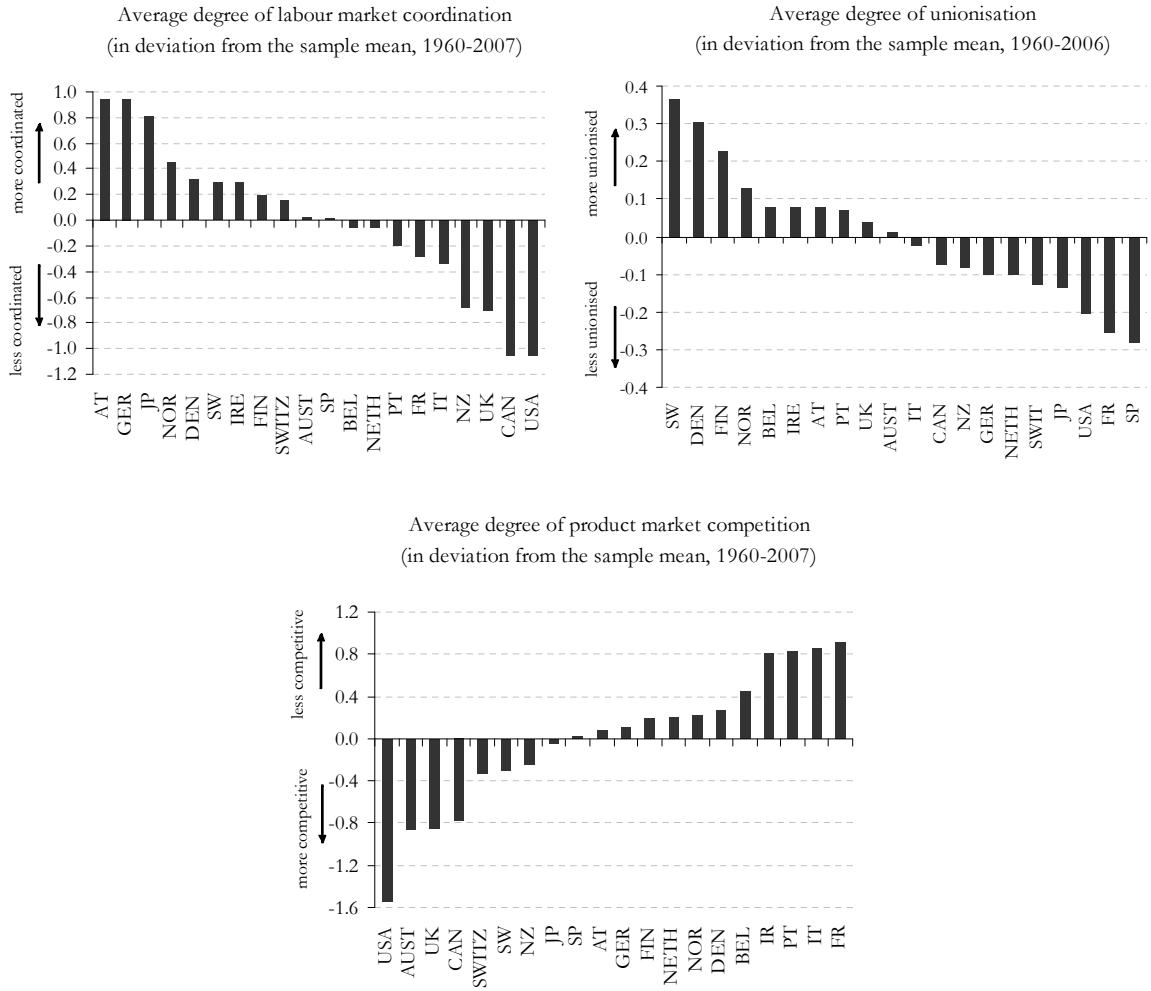 Average degree of labour market coordination
(in deviation from the sample mean, 1960-2007)
more coordinated
less coordinated
1.0
0.8
0.6
0.4
0.2
0.0
-0.2
-0.4
-0.6
-0.8
-1.0
-1.2
AT
GER
JP
NOR
DEN
SW
IRE
FIN
SWITZ
AUST
SP
BEL
NETH
PT
FR
IT
NZ
UK
CAN
USA
Average degree of unionisation
(in deviation from the sample mean, 1960-2006)
more unionised
less unionised
0.4
0.3
0.2
0.1
0.0
-0.1
-0.2
-0.3
-0.4
SW
DEN
FIN
NOR
BEL
IRE
AT
PT
UK
AUST
IT
CAN
NZ
GER
NETH
SWIT
JP
USA
FR
SP
Average degree of product market competition
(in deviation from the sample mean, 1960-2007)
less competitive
more competitive
1.2
0.8
0.4
0.0
-0.4
-0.8
-1.2
-1.6
USA
AUST
UK
CAN
SWITZ
SW
NZ
JP
SP
AT
GER
FIN
NETH
NOR
DEN
BEL
IR
PT
IT
FR